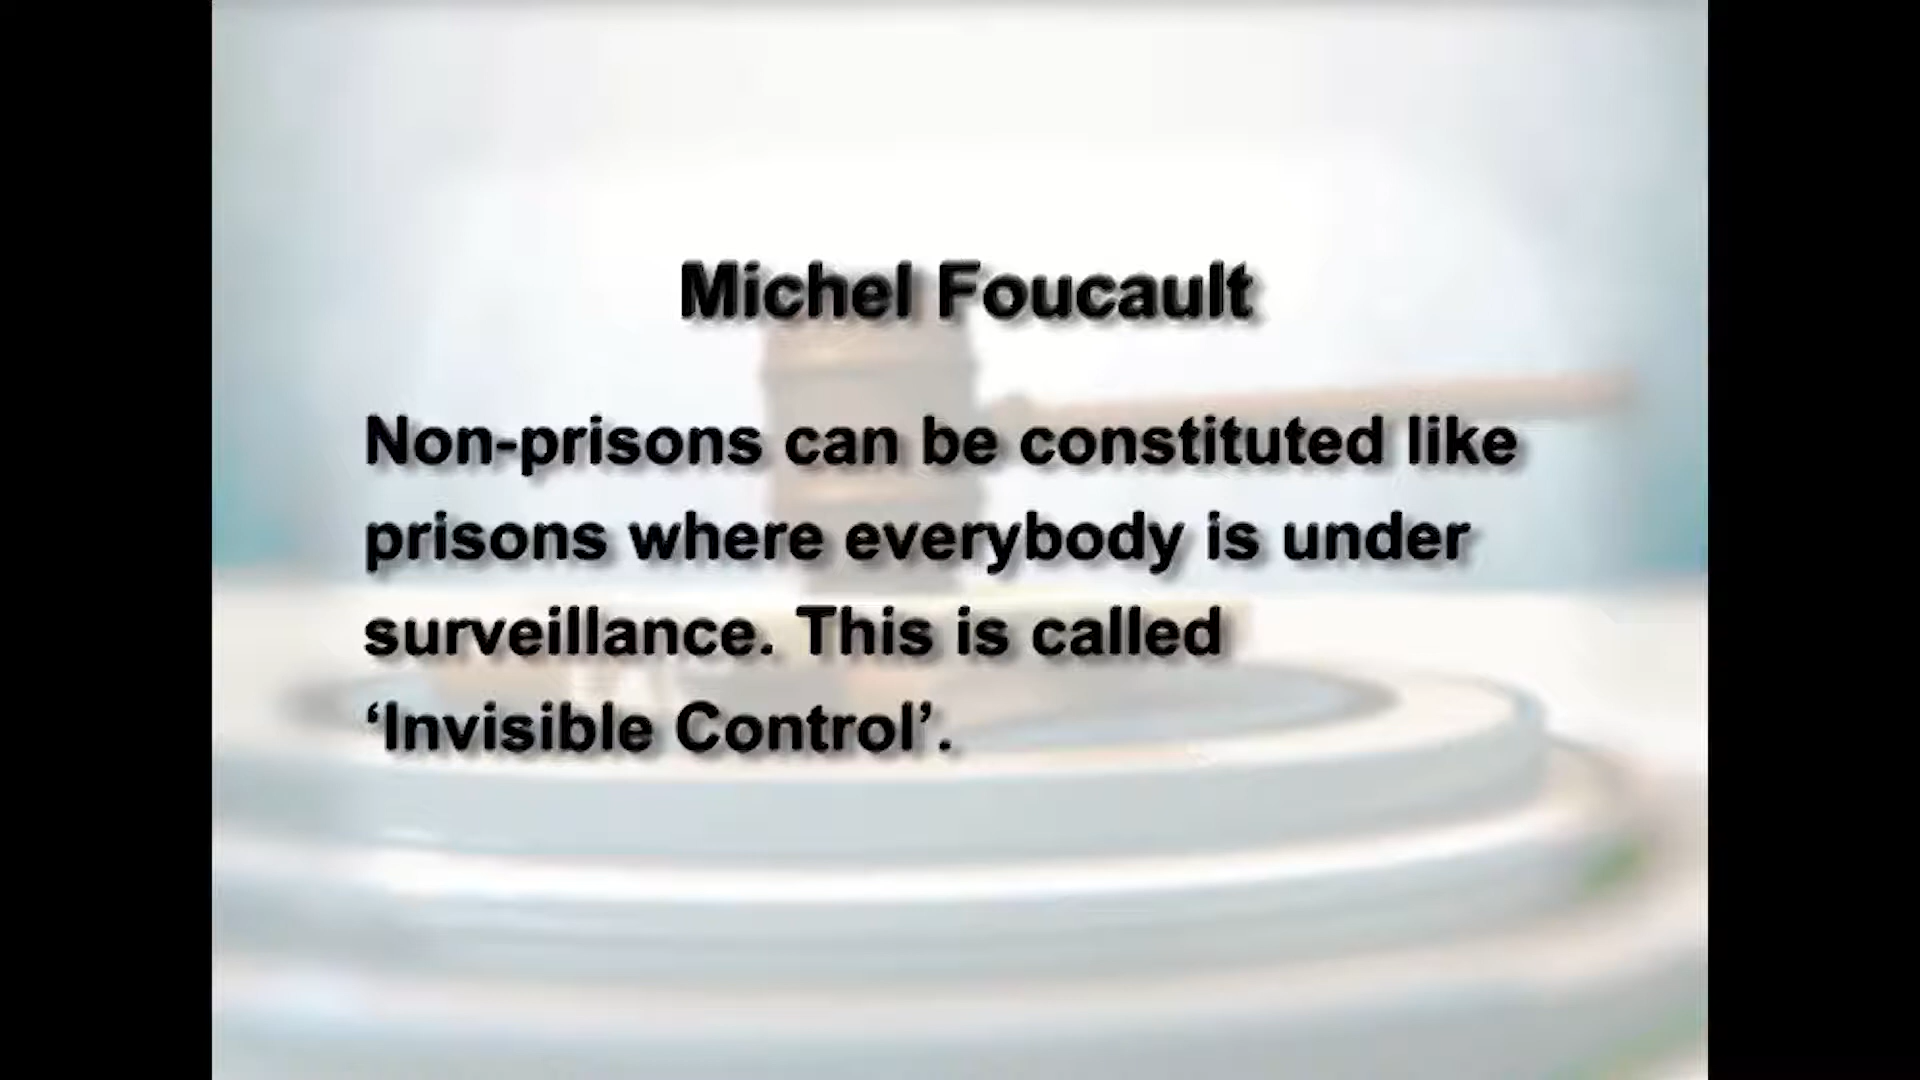 Michel Foucault
Non-prisons can be constituted like
prisons where everybody is under
surveillance. This is called
‘Invisible Control’.